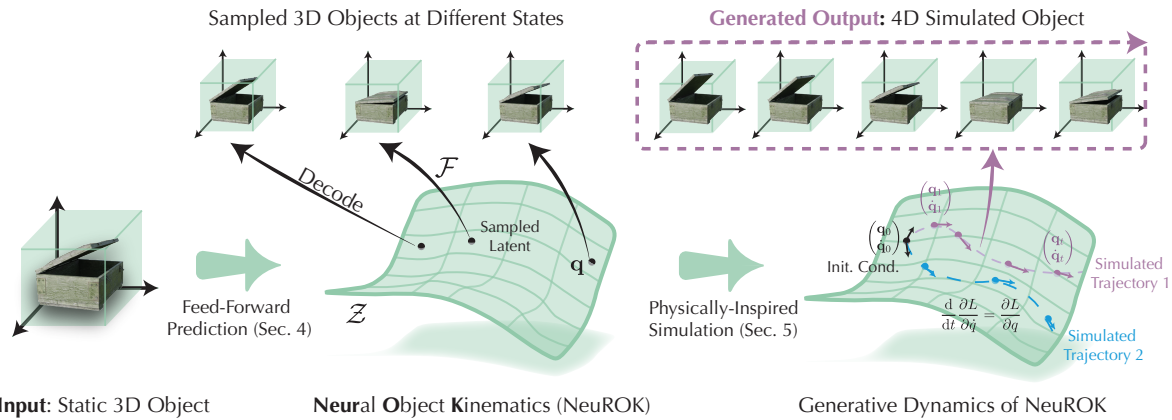 Sampled 3D Objects at Different States
Generated Output: 4D Simulated Object
Decode
F
Sampled
Latent
q
Z
Feed-Forward
Prediction (Sec. 4)
Physically-Inspired
Simulation (Sec. 5)
(q₀ q̇₀)
Init. Cond.
(q₁ q̇₁)
(qₜ q̇ₜ)
Simulated
Trajectory 1
d/dt ∂L/∂q̇ = ∂L/∂q
Simulated
Trajectory 2
Input: Static 3D Object
Neural Object Kinematics (NeuROK)
Generative Dynamics of NeuROK